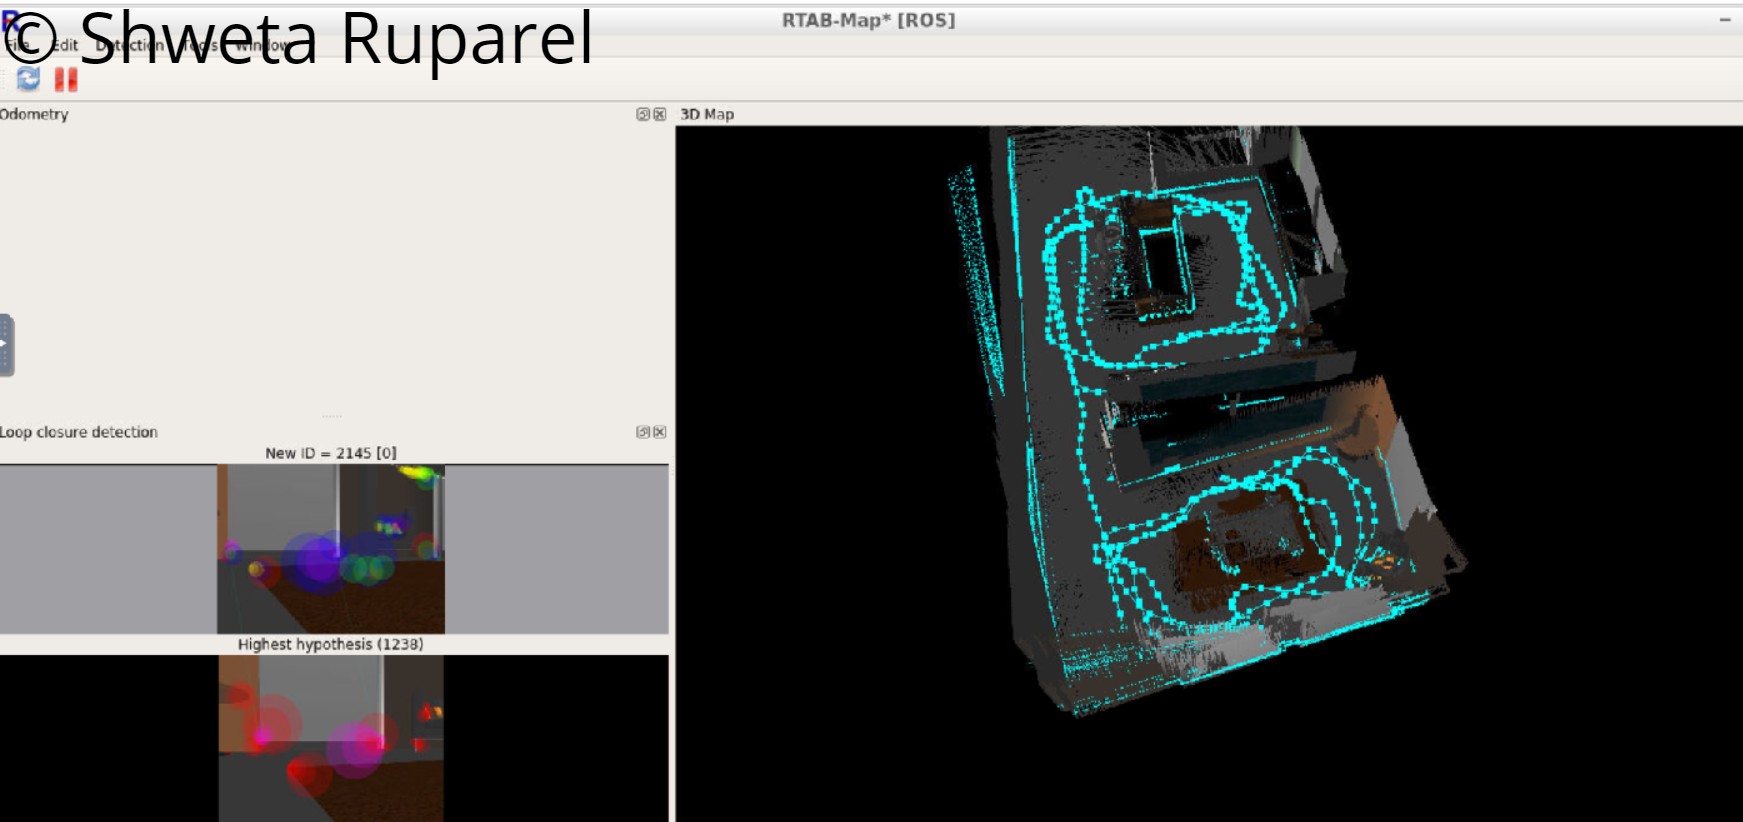 RTAB-Map* [ROS]
© Shweta Ruparel
File Edit Detection Tools Window
Odometry
3D Map
Loop closure detection
New ID = 2145 [0]
Highest hypothesis (1238)